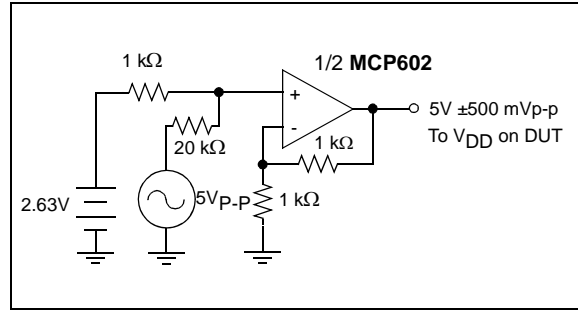 1/2 MCP602
1 kΩ
+
-
5V ±500 mVp-p
To VDD on DUT
20 kΩ
1 kΩ
2.63V
5VP-P
1 kΩ